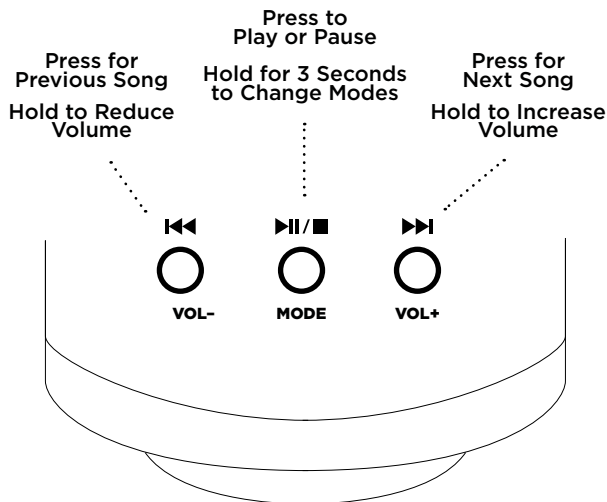 Press to
Play or Pause
Hold for 3 Seconds
to Change Modes
Press for
Previous Song
Hold to Reduce
Volume
Press for
Next Song
Hold to Increase
Volume
/
VOL-
MODE
VOL+